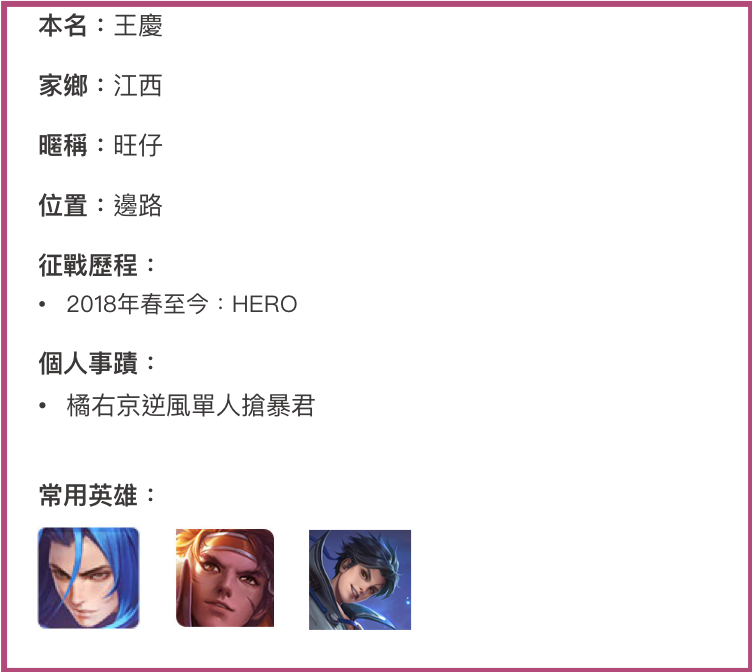 本名：王慶
家鄉：江西
暱稱：旺仔
位置：邊路
征戰歷程：
• 2018年春至今：HERO
個人事蹟：
• 橘右京逆風單人搶暴君
常用英雄：